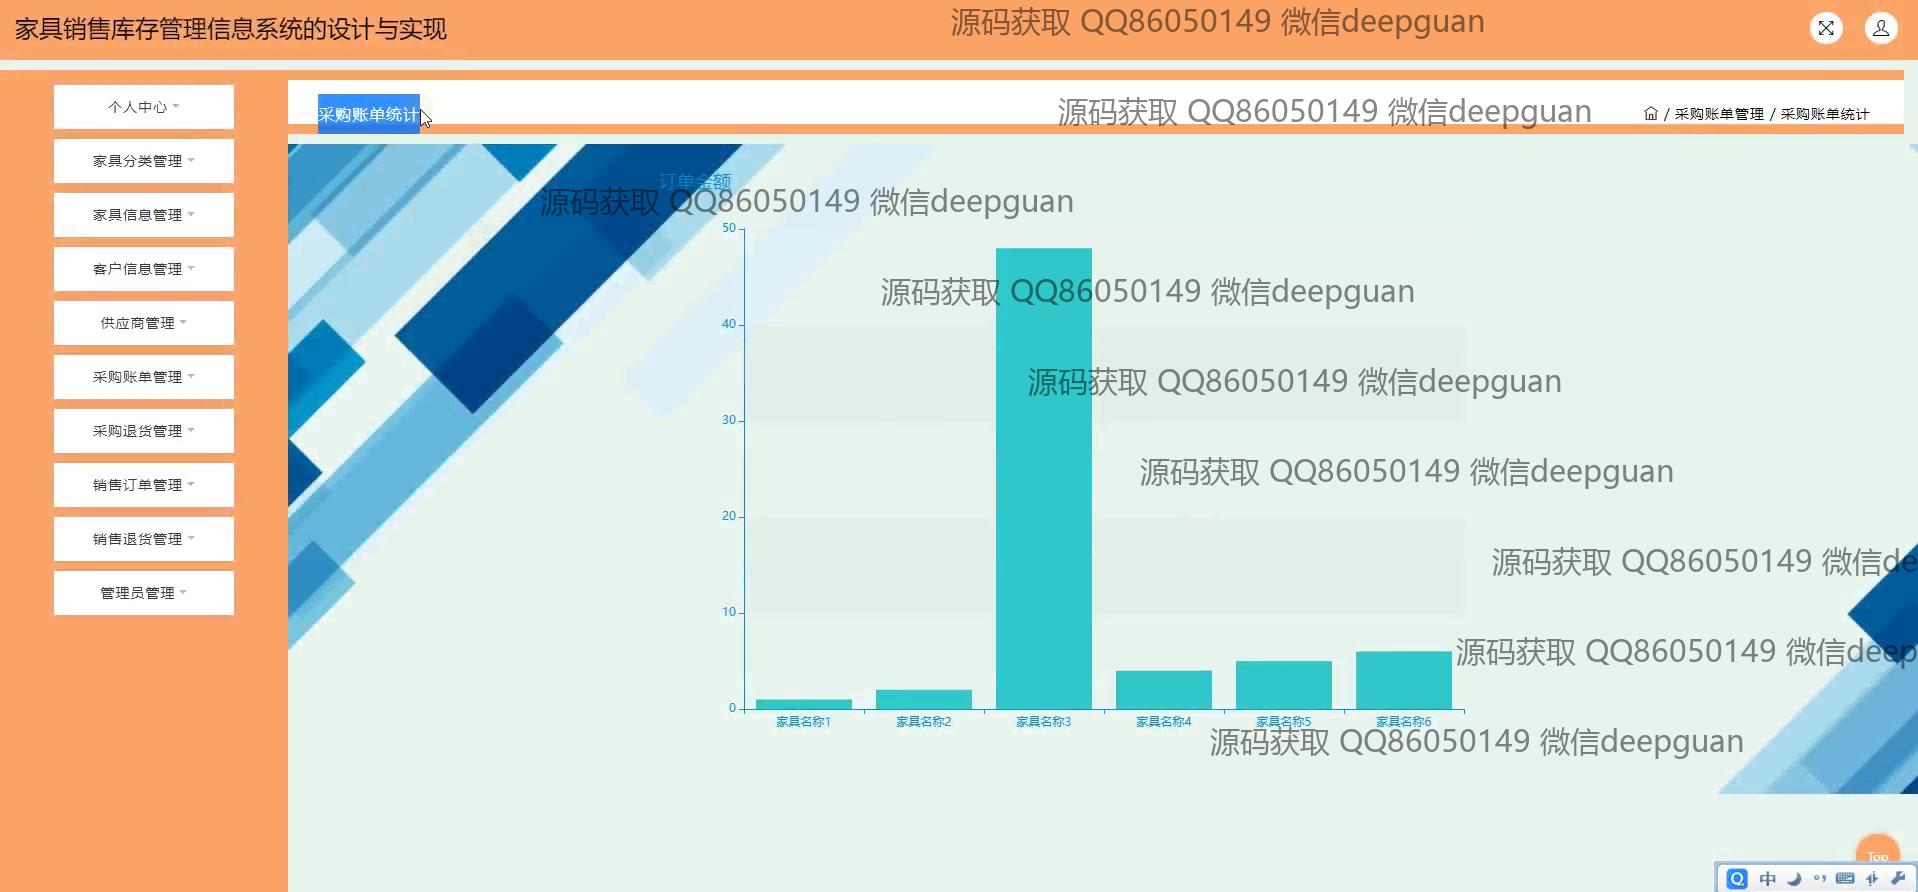 家具销售库存管理信息系统的设计与实现
源码获取 QQ86050149 微信deepguan
个人中心
家具分类管理
家具信息管理
客户信息管理
供应商管理
采购账单管理
采购退货管理
销售订单管理
销售退货管理
管理员管理
采购账单统计
源码获取 QQ86050149 微信deepguan
/ 采购账单管理 / 采购账单统计
订单金额
源码获取 QQ86050149 微信deepguan
50
源码获取 QQ86050149 微信deepguan
40
源码获取 QQ86050149 微信deepguan
30
源码获取 QQ86050149 微信deepguan
20
源码获取 QQ86050149 微信de
10
源码获取 QQ86050149 微信deep
0
家具名称1 家具名称2 家具名称3 家具名称4 家具名称5 家具名称6
源码获取 QQ86050149 微信deepguan
Top
中